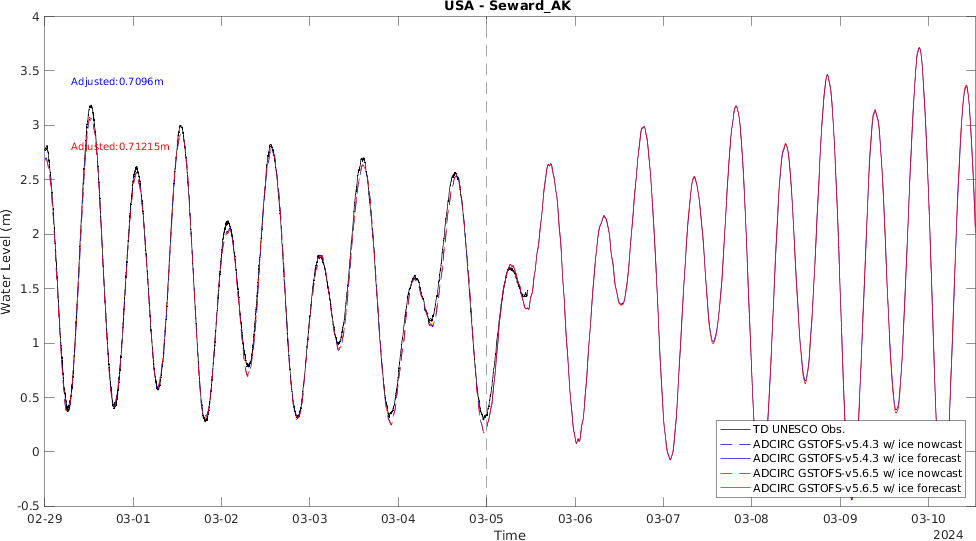 USA - Seward_AK
4
3.5
3
2.5
2
1.5
1
0.5
0
-0.5
Water Level (m)
Adjusted:0.7096m
Adjusted:0.71215m
TD UNESCO Obs.
ADCIRC GSTOFS-v5.4.3 w/ ice nowcast
ADCIRC GSTOFS-v5.4.3 w/ ice forecast
ADCIRC GSTOFS-v5.6.5 w/ ice nowcast
ADCIRC GSTOFS-v5.6.5 w/ ice forecast
02-29 03-01 03-02 03-03 03-04 03-05 03-06 03-07 03-08 03-09 03-10
Time
2024